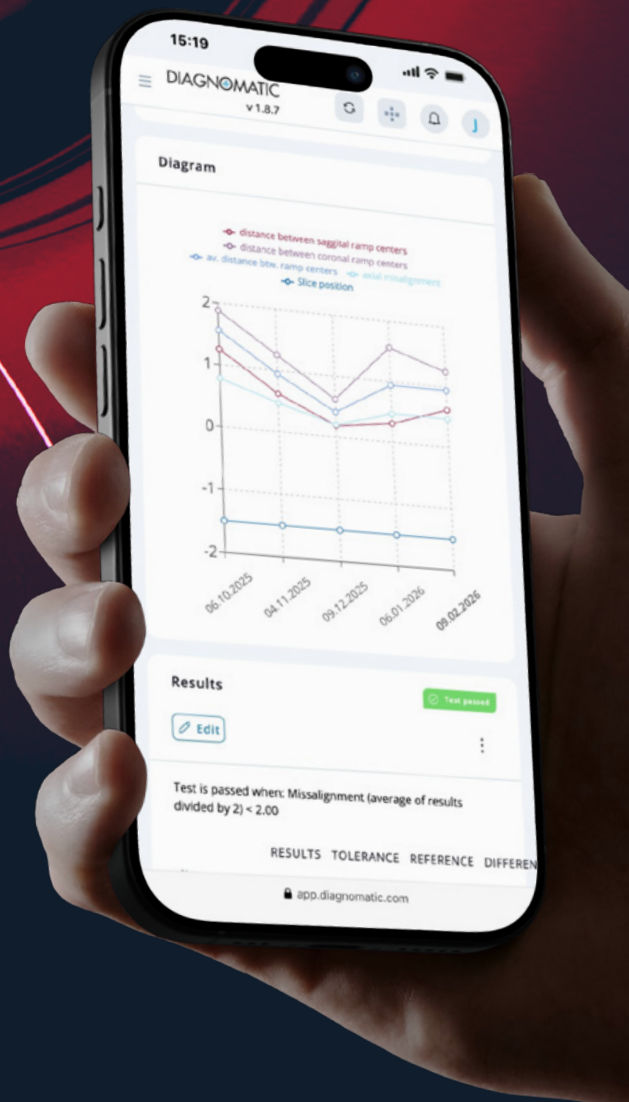 15:19
DIAGNOMATIC
v 1.8.7
J
Diagram
distance between saggital ramp centers
distance between coronal ramp centers
av. distance btw. ramp centers axial misalignment
Slice position
2
1
0
-1
-2
06.10.2025 04.11.2025 09.12.2025 06.01.2026 09.02.2026
Results
Test passed
Edit
Test is passed when: Missalignment (average of results
divided by 2) < 2.00
RESULTS TOLERANCE REFERENCE DIFFEREN
app.diagnomatic.com